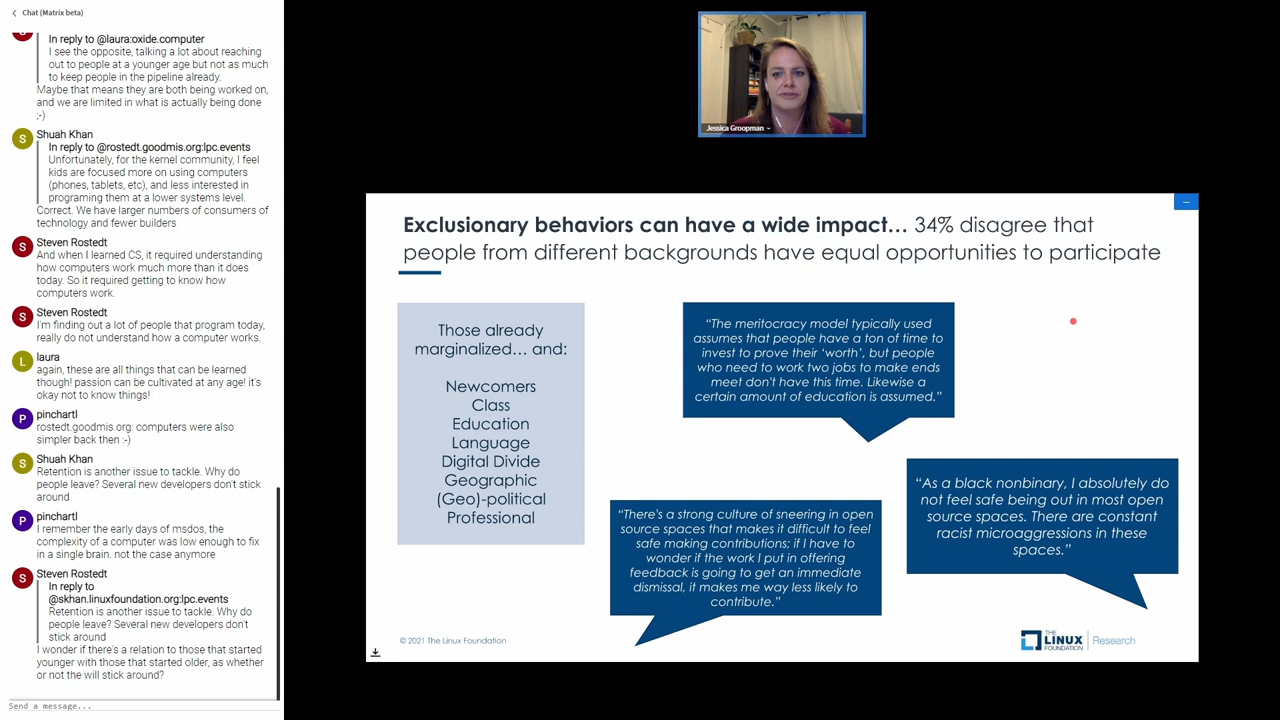 Chat (Matrix beta)
In reply to @laura:oxide.computer
I see the opposite, talking a lot about reaching
out to people at a younger age but not as much
to keep people in the pipeline already.
Maybe that means they are both being worked on,
and we are limited in what is actually being done
;-)
S
Shuah Khan
In reply to @rostedt.goodmis.org:lpc.events
Unfortunately, for the kernel community, I feel
kids are focused more on using computers
(phones, tablets, etc), and less interested in
programing them at a lower systems level.
Correct. We have larger numbers of consumers of
technology and fewer builders
S
Steven Rostedt
And when I learned CS, it required understanding
how computers work much more than it does
today. So it required getting to know how
computers work.
S
Steven Rostedt
I'm finding out a lot of people that program today,
really do not understand how a computer works.
L
laura
again, these are all things that can be learned
though! passion can be cultivated at any age! it's
okay not to know things!
P
pinchartl
rostedt.goodmis.org: computers were also
simpler back then :-)
S
Shuah Khan
Retention is another issue to tackle. Why do
people leave? Several new developers don't stick
around
P
pinchartl
I remember the early days of msdos, the
complexity of a computer was low enough to fix
in a single brain. not the case anymore
S
Steven Rostedt
In reply to
@skhan.linuxfoundation.org:lpc.events
Retention is another issue to tackle. Why do
people leave? Several new developers don't
stick around
I wonder if there's a relation to those that started
younger with those that started older, as whether
or not the will stick around?
Send a message...
Jessica Groopman
Exclusionary behaviors can have a wide impact... 34% disagree that
people from different backgrounds have equal opportunities to participate
Those already
marginalized... and:
Newcomers
Class
Education
Language
Digital Divide
Geographic
(Geo)-political
Professional
“The meritocracy model typically used
assumes that people have a ton of time to
invest to prove their ‘worth’, but people
who need to work two jobs to make ends
meet don't have this time. Likewise a
certain amount of education is assumed.”
“There's a strong culture of sneering in open
source spaces that makes it difficult to feel
safe making contributions; if I have to
wonder if the work I put in offering
feedback is going to get an immediate
dismissal, it makes me way less likely to
contribute.”
“As a black nonbinary, I absolutely do
not feel safe being out in most open
source spaces. There are constant
racist microaggressions in these
spaces.”
© 2021 The Linux Foundation
THE
LINUX
FOUNDATION
Research